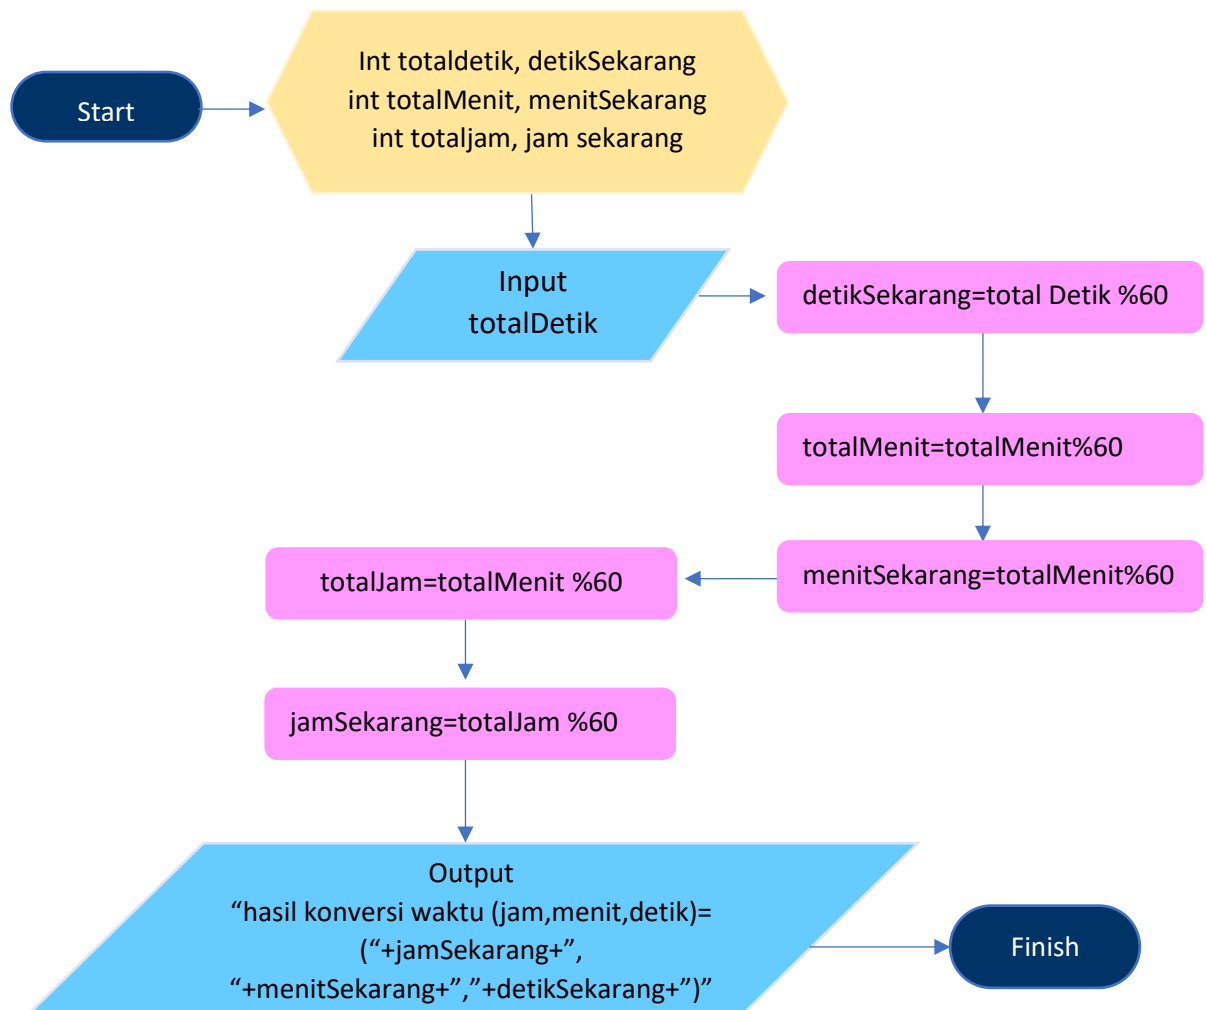 Start
Int totaldetik, detikSekarang
int totalMenit, menitSekarang
int totaljam, jam sekarang
Input
totalDetik
detikSekarang=total Detik %60
totalMenit=totalMenit%60
menitSekarang=totalMenit%60
totalJam=totalMenit %60
jamSekarang=totalJam %60
Output
“hasil konversi waktu (jam,menit,detik)=
(“+jamSekarang+”,
“+menitSekarang+”,”+detikSekarang+”)”
Finish